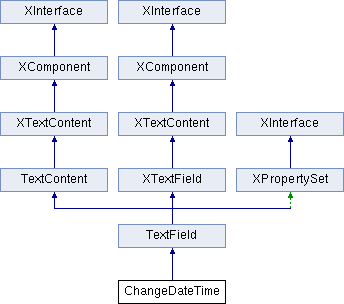 XInterface XInterface
XComponent XComponent
XTextContent XTextContent XInterface
TextContent XTextField XPropertySet
TextField
ChangeDateTime